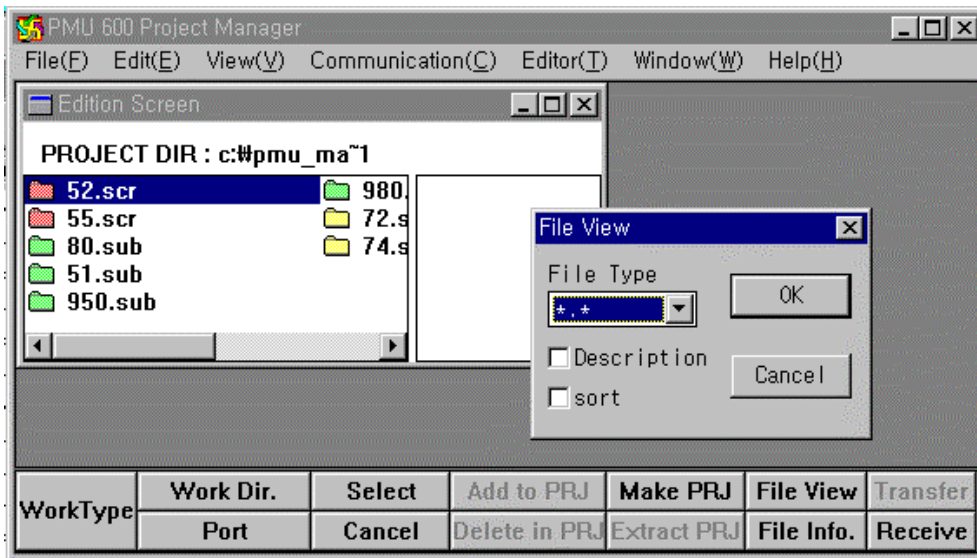 PMU 600 Project Manager
File(F) Edit(E) View(V) Communication(C) Editor(T) Window(W) Help(H)
Edition Screen
PROJECT DIR : c:₩pmu_ma~1
52.scr 980.
55.scr 72.s
80.sub 74.s
51.sub
950.sub
File View
File Type
*.*
Description
sort
OK
Cancel
WorkType
Work Dir. Select Add to PRJ Make PRJ File View Transfer
Port Cancel Delete in PRJ Extract PRJ File Info. Receive